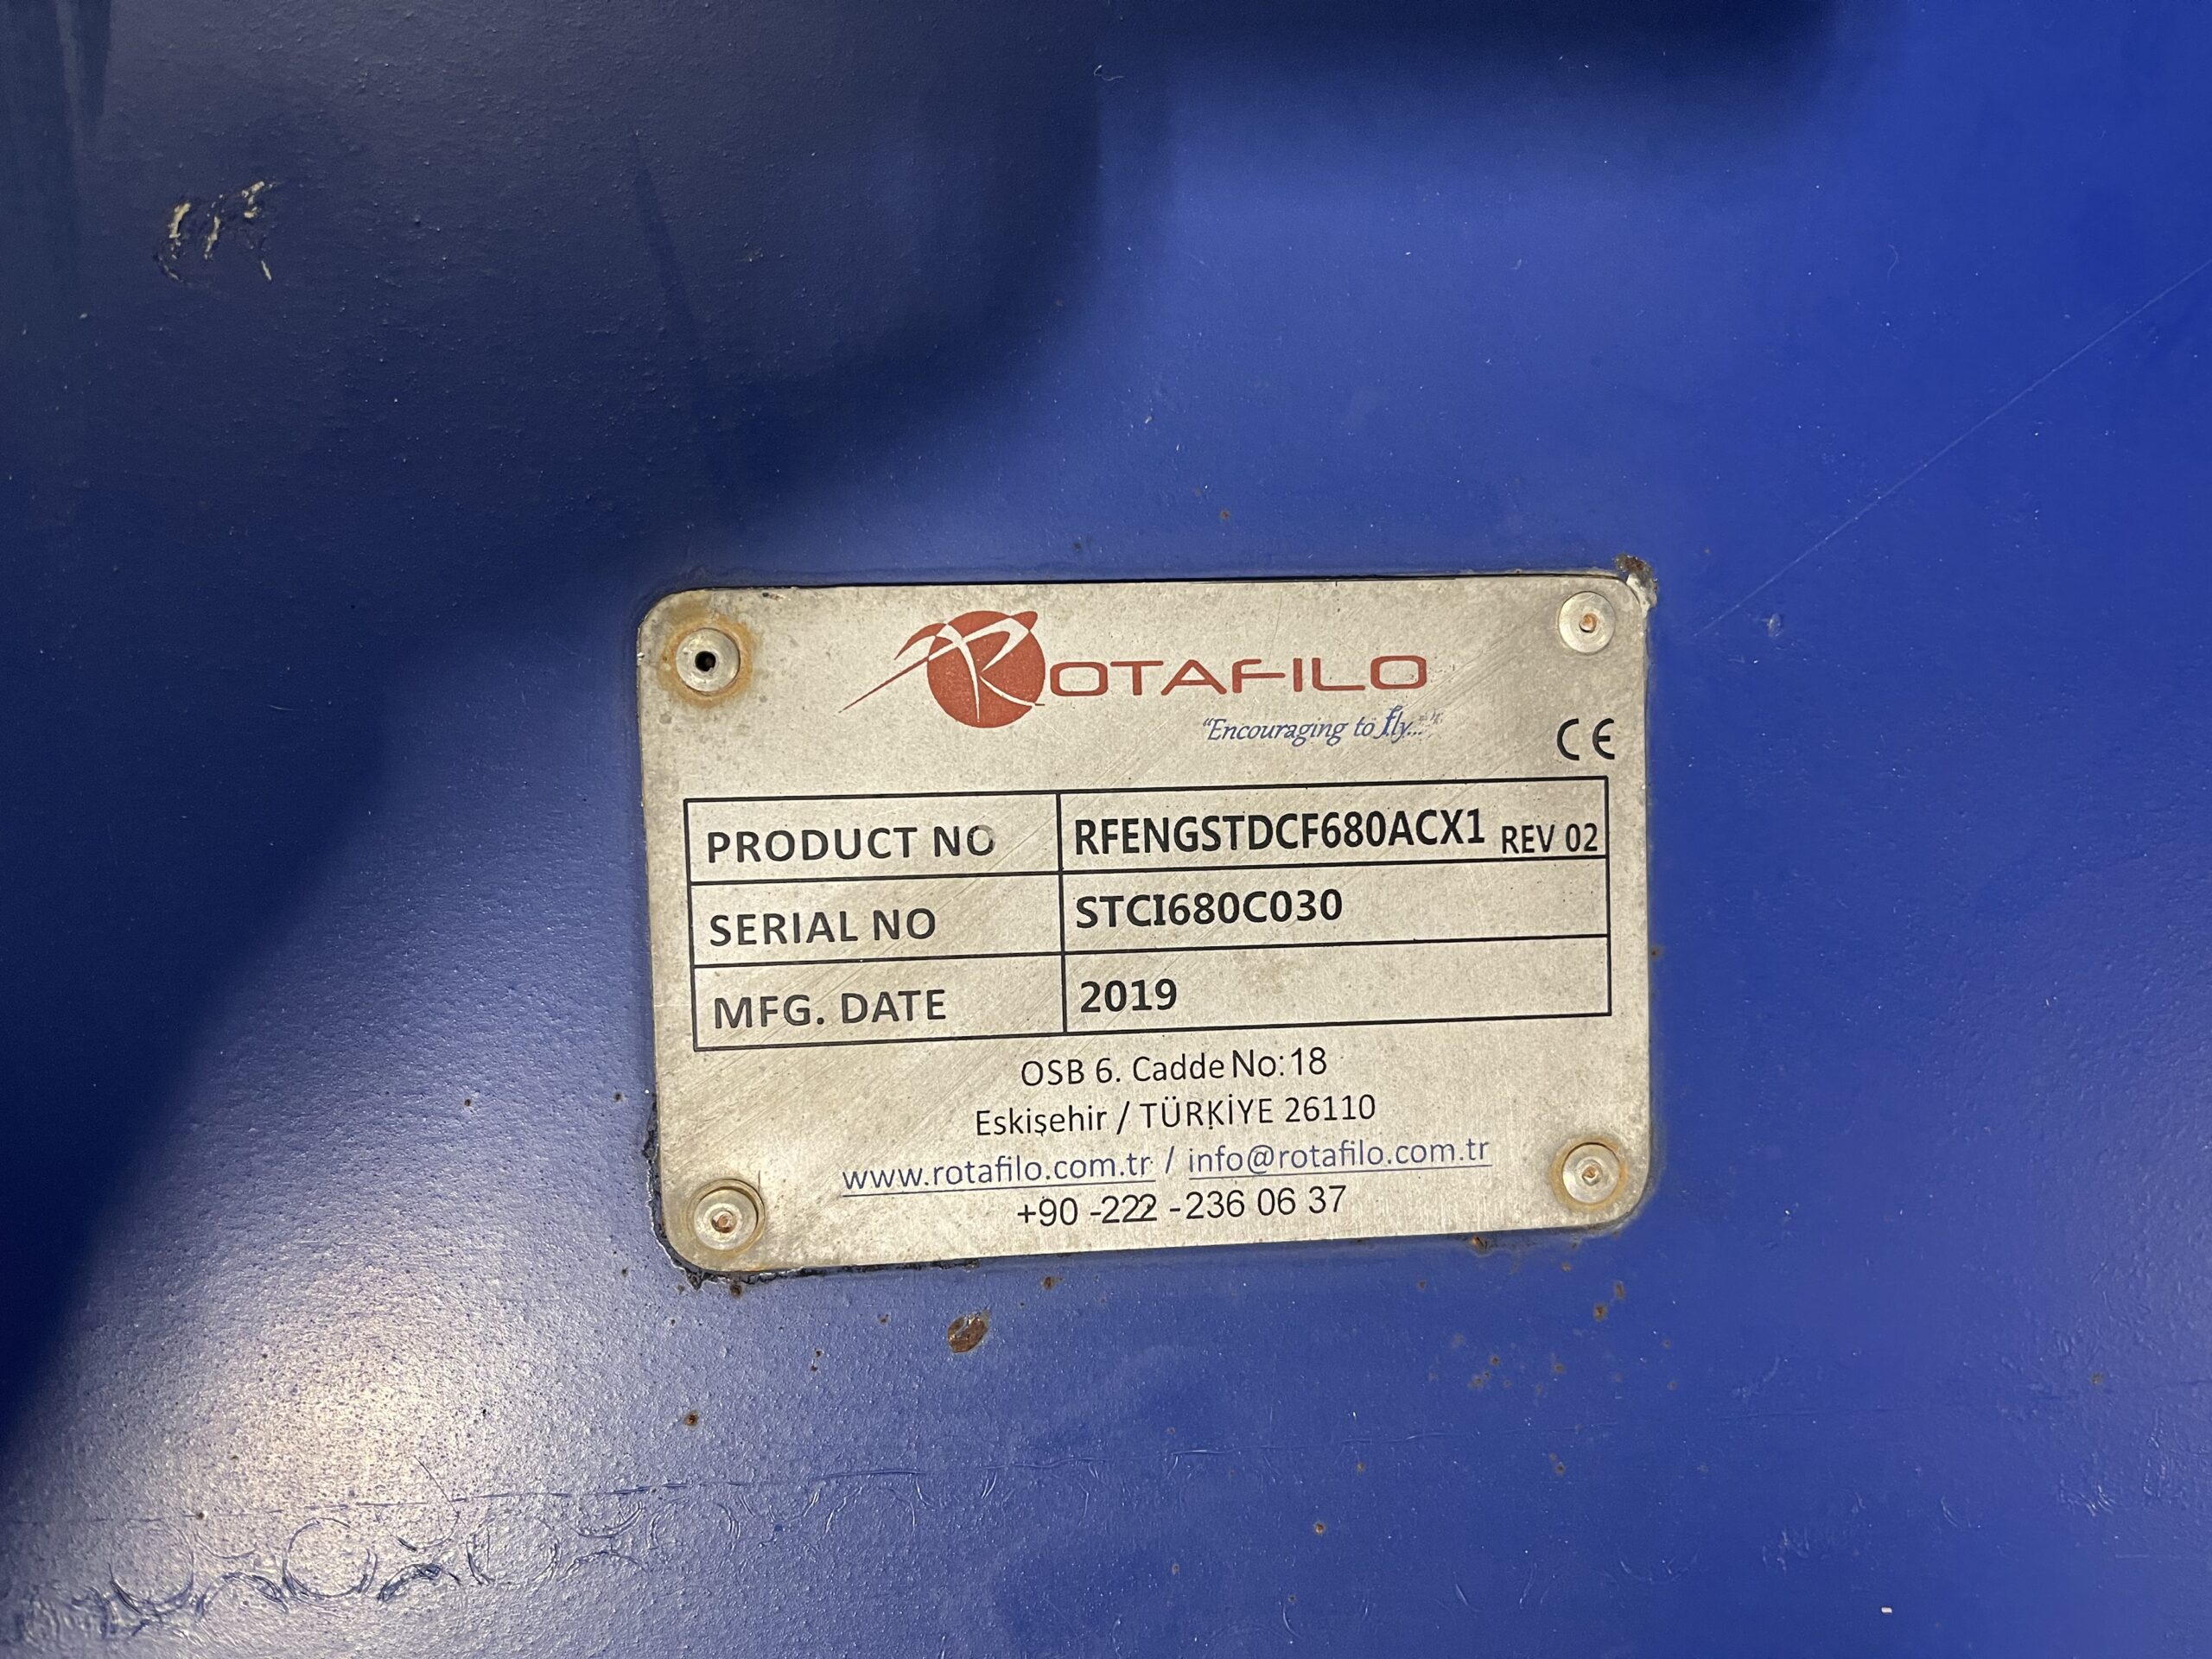 ROTAFILO
"Encouraging to fly..."
CE
PRODUCT NO RFENGSTDCF680ACX1 REV 02
SERIAL NO STCI680C030
MFG. DATE 2019
OSB 6. Cadde No:18
Eskişehir / TÜRKİYE 26110
www.rotafilo.com.tr / info@rotafilo.com.tr
+90 -222 -236 06 37